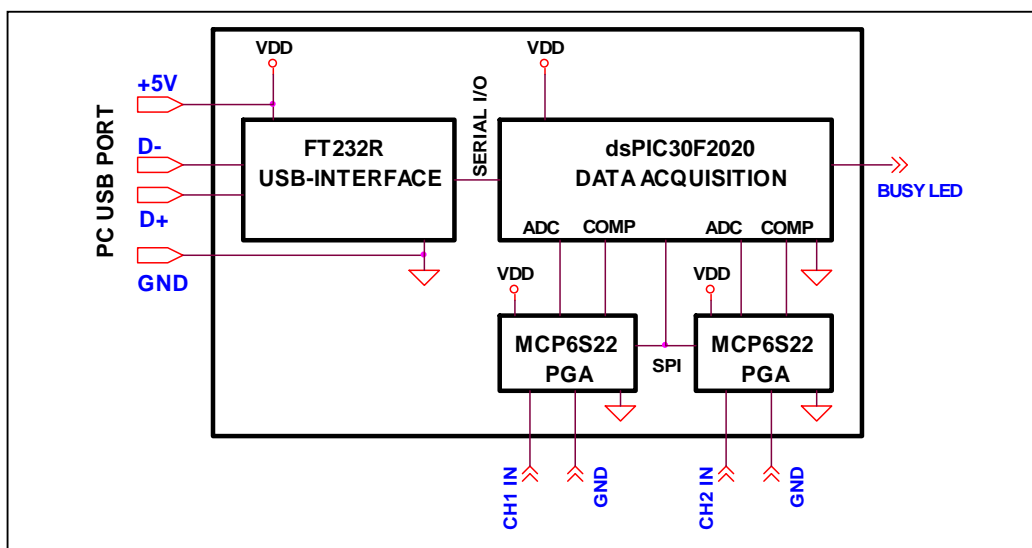 VDD
VDD
+5V
D-
D+
GND
PC USB PORT
FT232R
USB-INTERFACE
SERIAL I/O
dsPIC30F2020
DATA ACQUISITION
ADC
COMP
ADC
COMP
BUSY LED
VDD
VDD
MCP6S22
PGA
SPI
MCP6S22
PGA
CH1 IN
GND
CH2 IN
GND